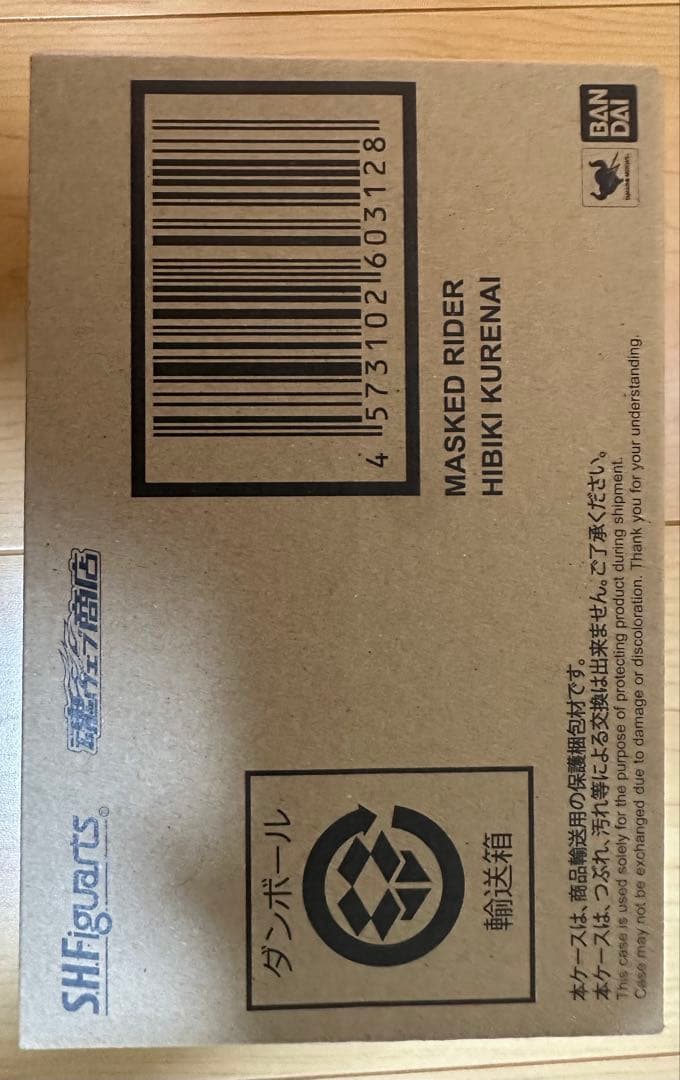 S.H.Figuarts
魂ウェブ商店
4 573102 603128
MASKED RIDER
HIBIKI KURENAI
BAN
DAI
ダンボール
輸送箱
本ケースは、商品輸送用の保護梱包材です。
本ケースは、つぶれ、汚れ等による交換は出来ません。ご了承ください。
This case is used solely for the purpose of protecting product during shipment.
Case may not be exchanged due to damage or discoloration. Thank you for your understanding.